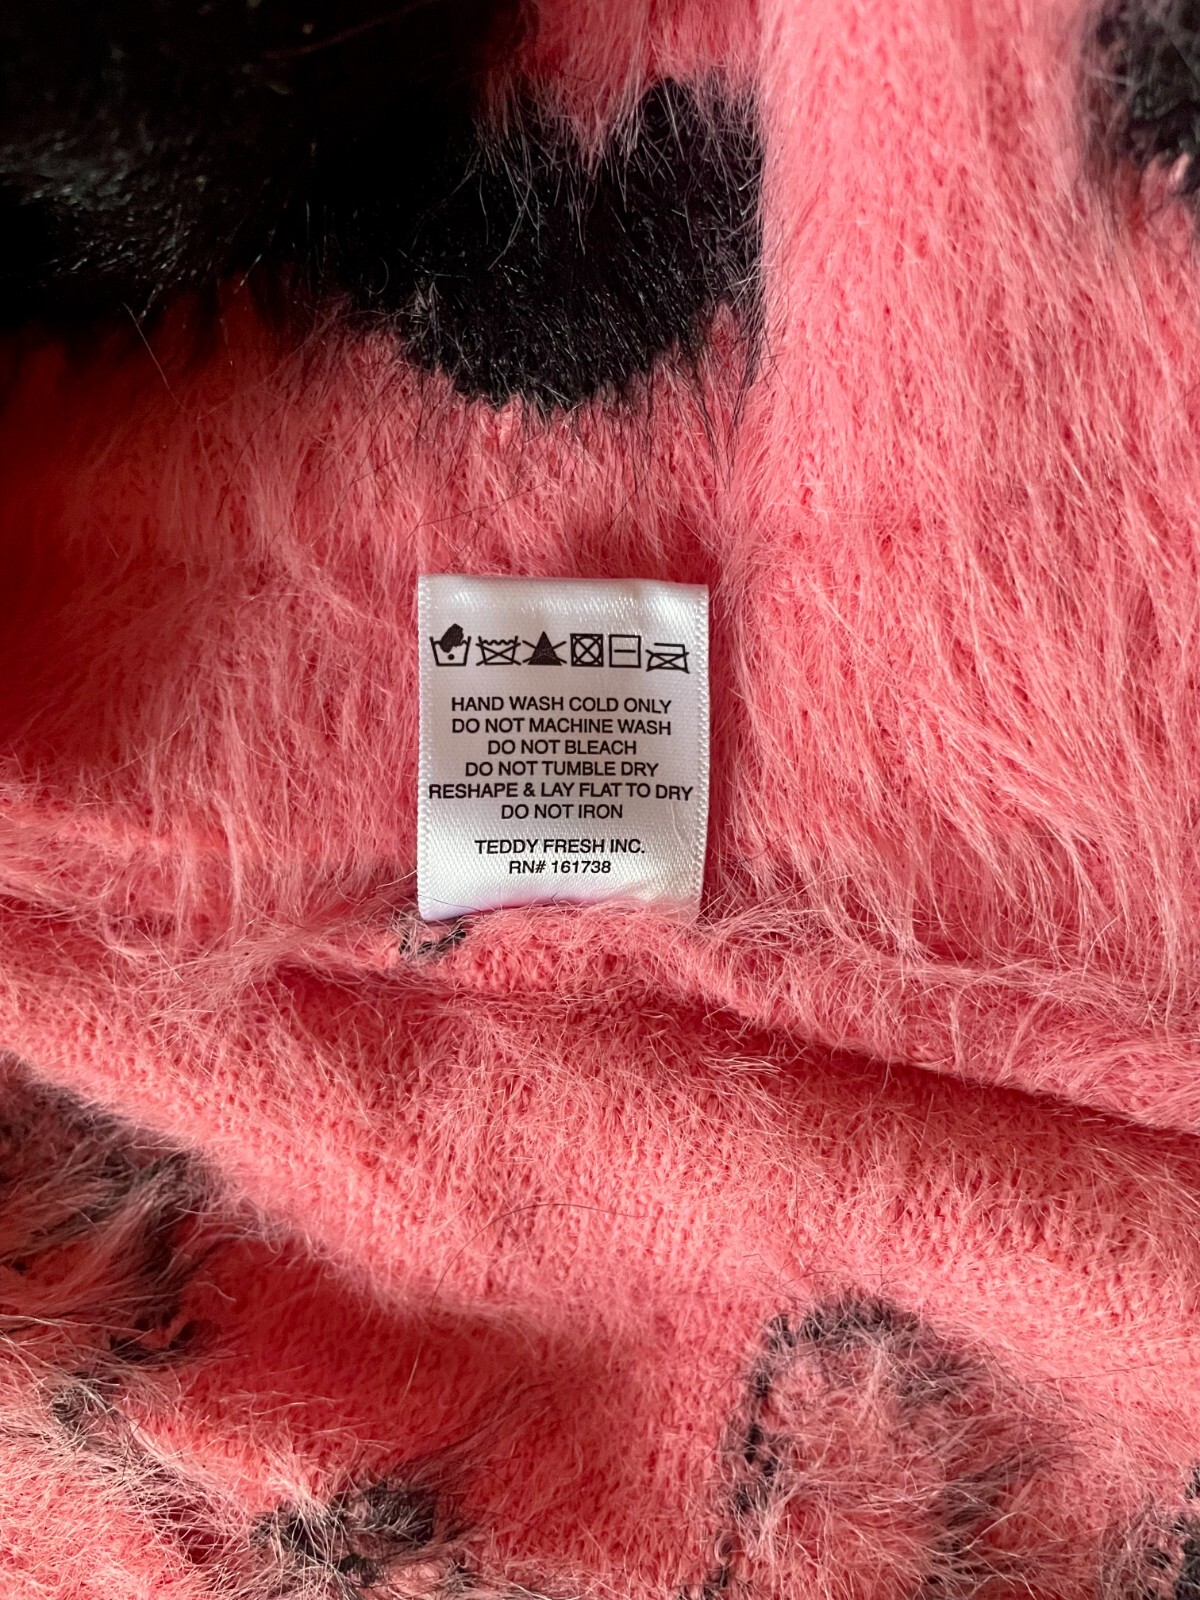 HAND WASH COLD ONLY
DO NOT MACHINE WASH
DO NOT BLEACH
DO NOT TUMBLE DRY
RESHAPE & LAY FLAT TO DRY
DO NOT IRON
TEDDY FRESH INC.
RN# 161738